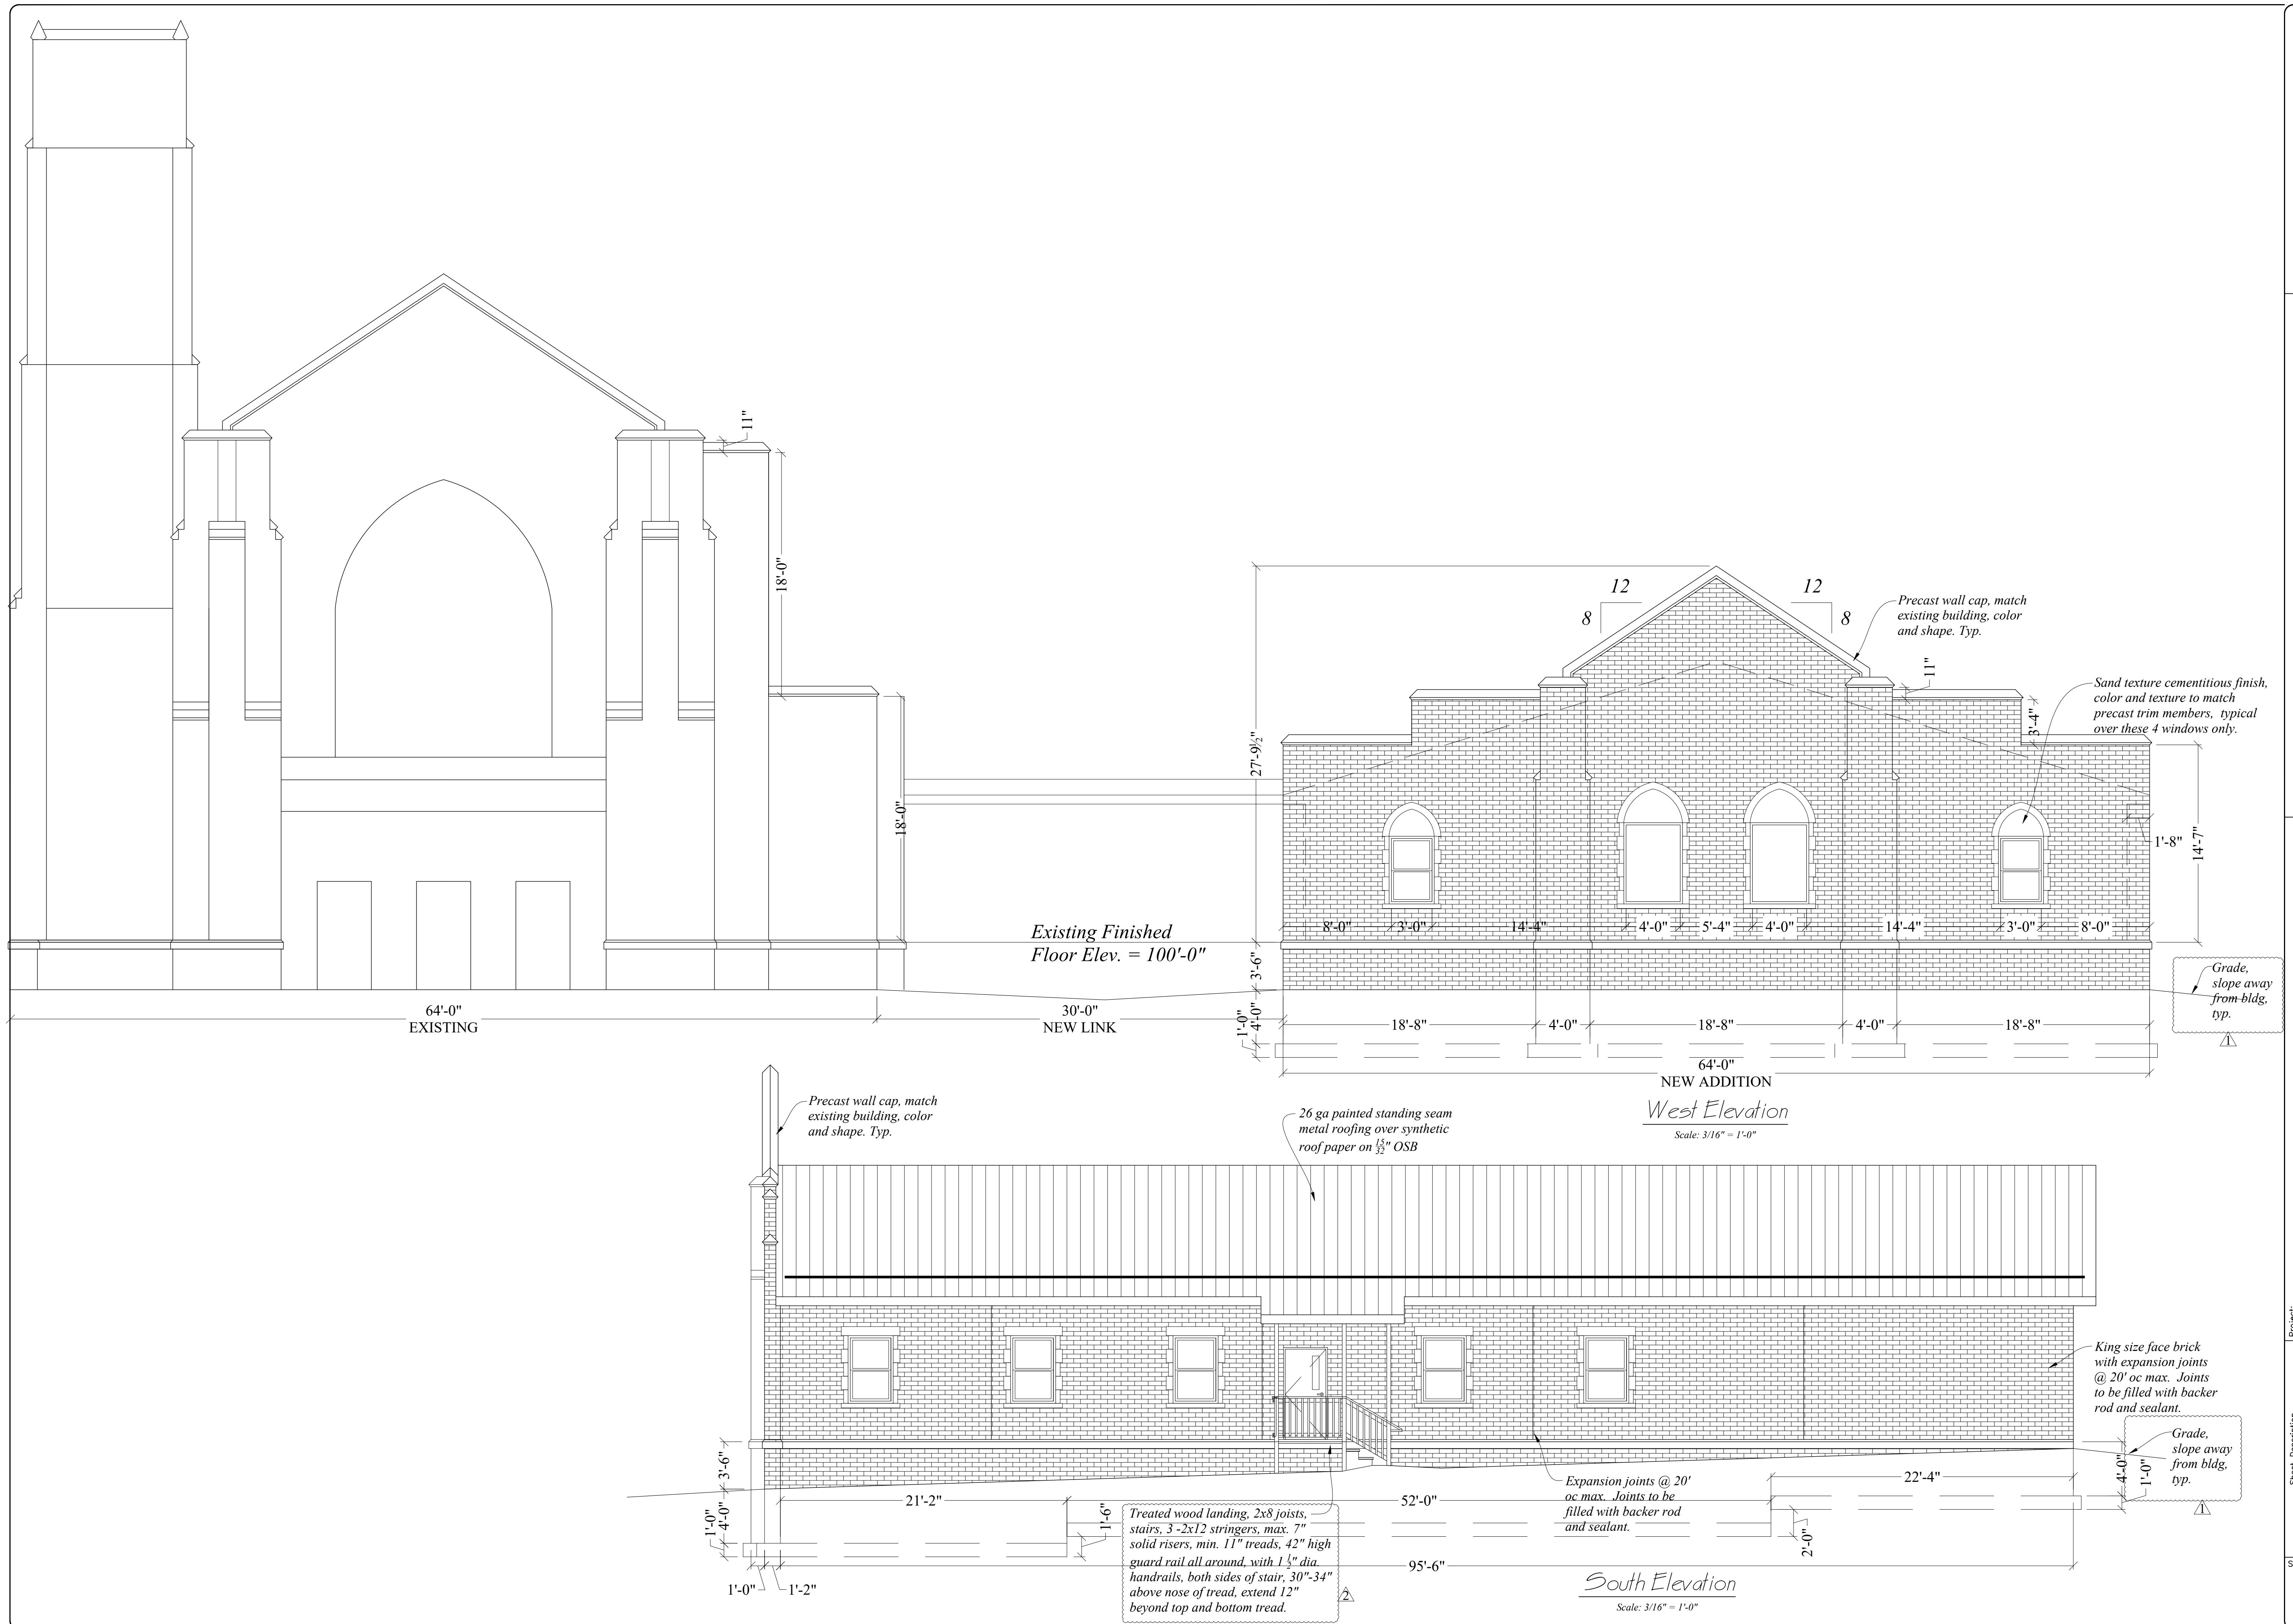 11"
18'-0"
18'-0"
Existing Finished
Floor Elev. = 100'-0"
64'-0"
EXISTING
30'-0"
NEW LINK
27'-9½"
3'-6"
4'-0"
1'-0"
12
8
12
8
Precast wall cap, match
existing building, color
and shape. Typ.
11"
3'-4"
Sand texture cementitious finish,
color and texture to match
precast trim members, typical
over these 4 windows only.
1'-8"
14'-7"
8'-0"
3'-0"
14'-4"
4'-0"
5'-4"
4'-0"
14'-4"
3'-0"
8'-0"
Grade,
slope away
from bldg,
typ.
1
18'-8"
4'-0"
18'-8"
4'-0"
18'-8"
64'-0"
NEW ADDITION
West Elevation
Scale: 3/16" = 1'-0"
Precast wall cap, match
existing building, color
and shape. Typ.
26 ga painted standing seam
metal roofing over synthetic
roof paper on 15/32" OSB
King size face brick
with expansion joints
@ 20' oc max. Joints
to be filled with backer
rod and sealant.
Grade,
slope away
from bldg,
typ.
1
4'-0"
1'-0"
3'-6"
4'-0"
1'-0"
21'-2"
52'-0"
22'-4"
1'-6"
2'-0"
Expansion joints @ 20'
oc max. Joints to be
filled with backer rod
and sealant.
Treated wood landing, 2x8 joists,
stairs, 3 -2x12 stringers, max. 7"
solid risers, min. 11" treads, 42" high
guard rail all around, with 1 1/2" dia.
handrails, both sides of stair, 30"-34"
above nose of tread, extend 12"
beyond top and bottom tread.
2
95'-6"
1'-0"
1'-2"
South Elevation
Scale: 3/16" = 1'-0"